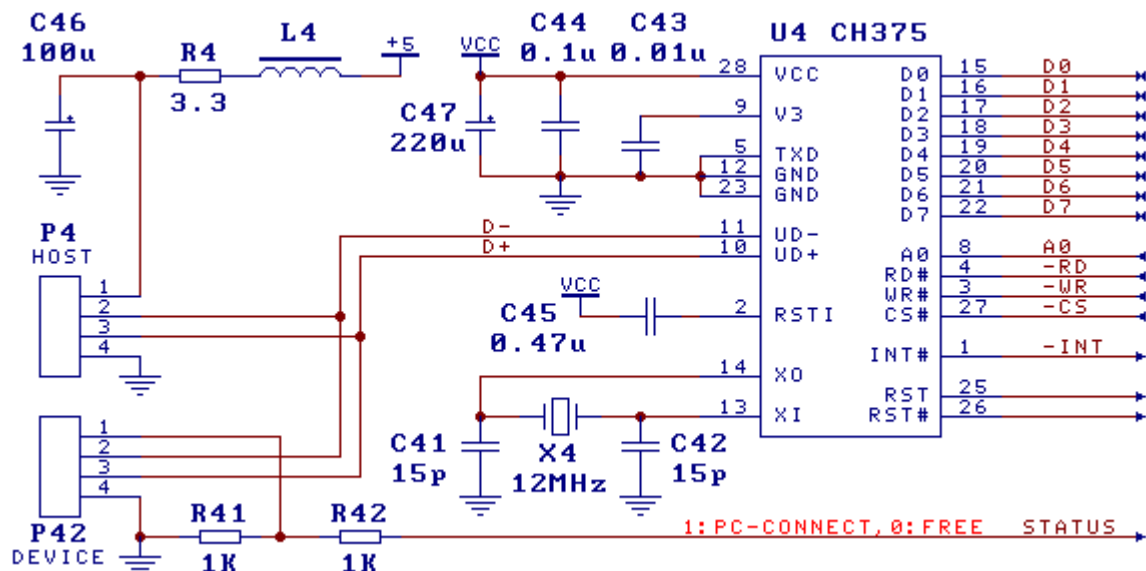 C46
100u
R4
3.3
L4
+5
VCC
C44
0.1u
C43
0.01u
C47
220u
U4 CH375
28 VCC
9 V3
5 TXD
12 GND
23 GND
11 UD-
10 UD+
2 RSTI
14 XO
13 XI
D0 15 D0
D1 16 D1
D2 17 D2
D3 18 D3
D4 19 D4
D5 20 D5
D6 21 D6
D7 22 D7
A0 8 A0
RD# 4 -RD
WR# 3 -WR
CS# 27 -CS
INT# 1 -INT
RST 25
RST# 26
D-
D+
P4
HOST
1
2
3
4
VCC
C45
0.47u
C41
15p
X4
12MHz
C42
15p
1
2
3
4
P42
DEVICE
R41
1K
R42
1K
1:PC-CONNECT,0:FREE STATUS